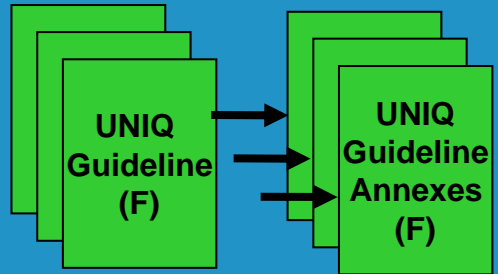 UNIQ
Guideline
(F)
UNIQ
Guideline
Annexes
(F)